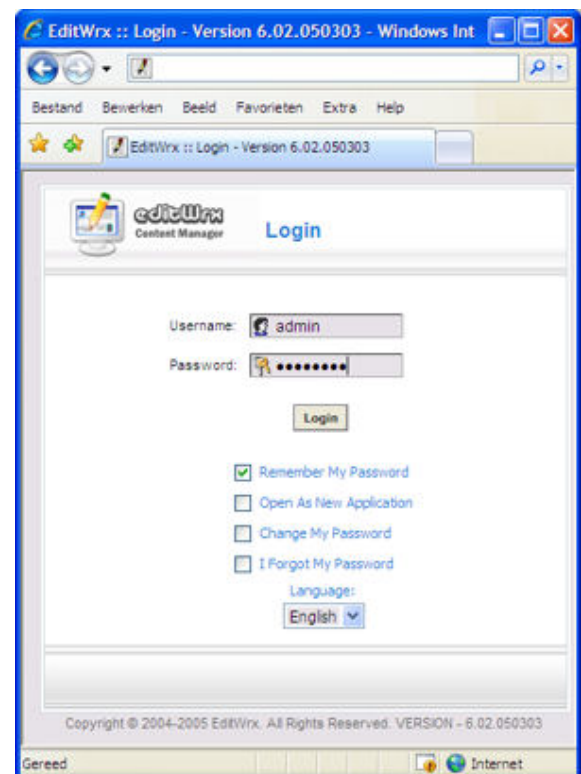 EditWrx :: Login - Version 6.02.050303 - Windows Int
Bestand Bewerken Beeld Favorieten Extra Help
EditWrx :: Login - Version 6.02.050303
editWrx
Content Manager
Login
Username: admin
Password: ••••••••
Login
Remember My Password
Open As New Application
Change My Password
I Forgot My Password
Language:
English
Copyright © 2004-2005 EditWrx. All Rights Reserved. VERSION - 6.02.050303
Gereed Internet